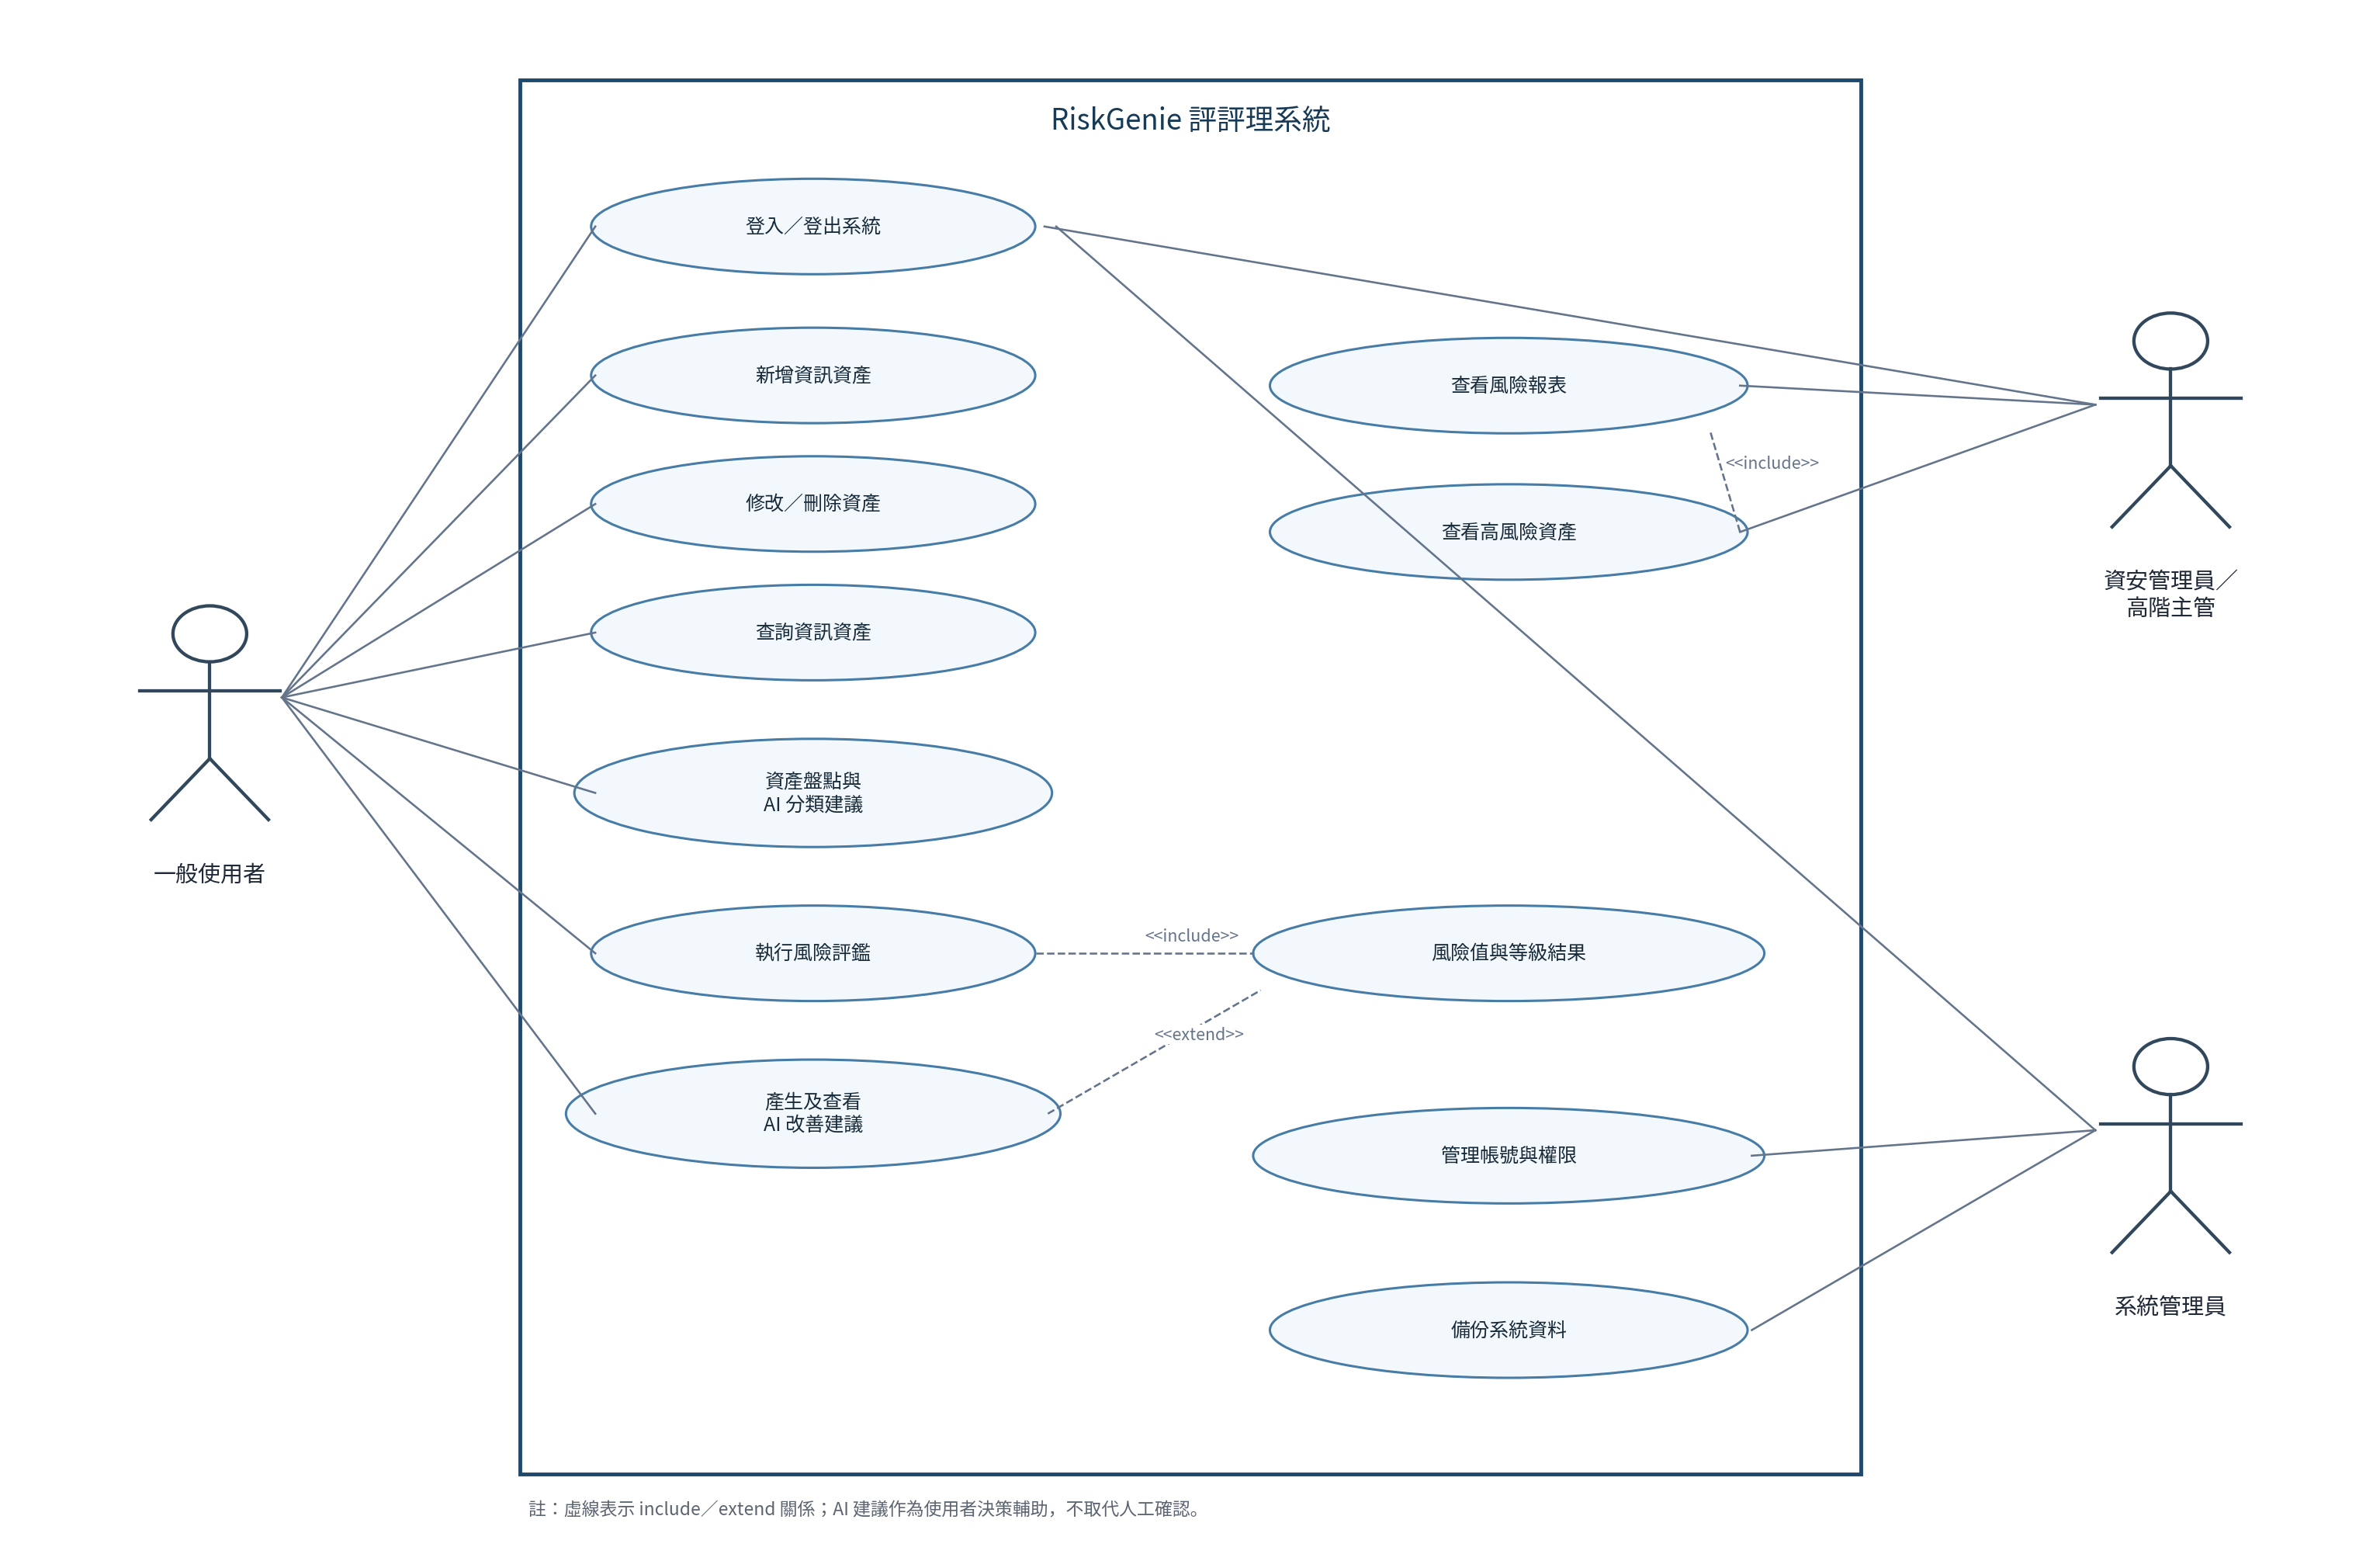 RiskGenie 評評理系統
登入／登出系統
新增資訊資產
修改／刪除資產
查詢資訊資產
資產盤點與
AI 分類建議
執行風險評鑑
產生及查看
AI 改善建議
查看風險報表
<<include>>
查看高風險資產
<<include>>
風險值與等級結果
<<extend>>
管理帳號與權限
備份系統資料
一般使用者
資安管理員／
高階主管
系統管理員
註：虛線表示 include／extend 關係；AI 建議作為使用者決策輔助，不取代人工確認。